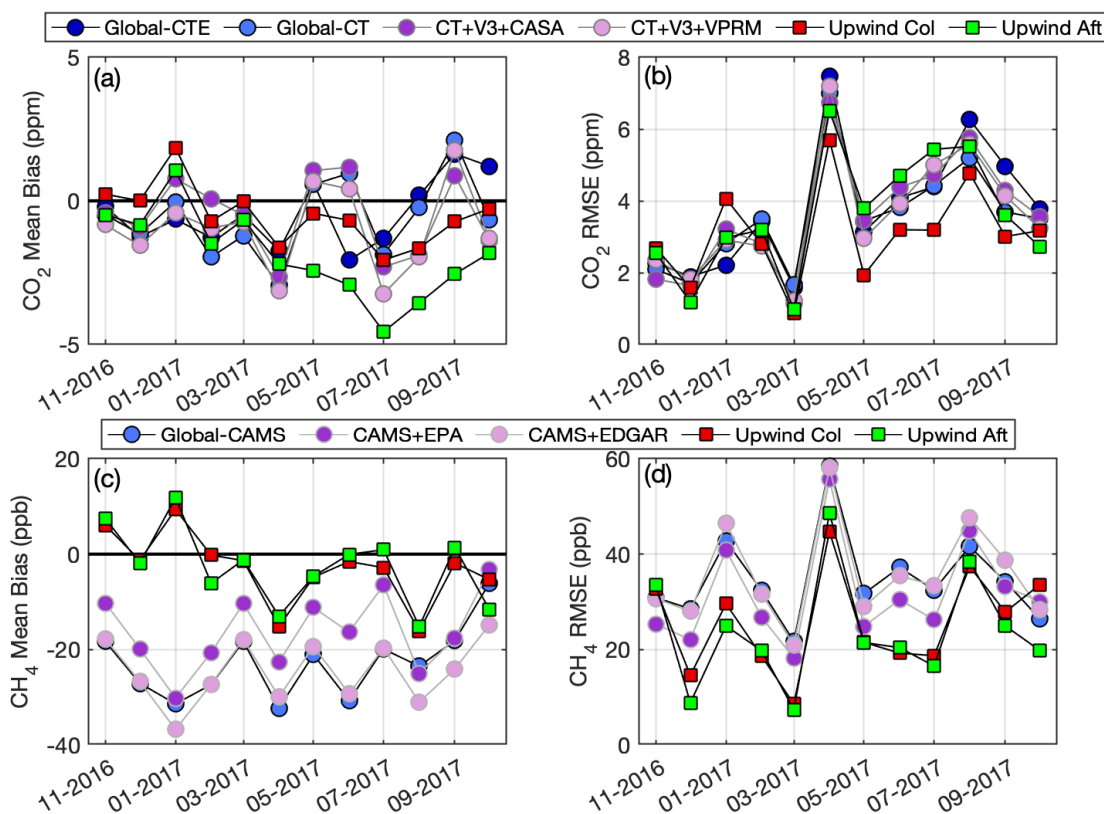 Global-CTE Global-CT CT+V3+CASA CT+V3+VPRM Upwind Col Upwind Aft
(a)
CO2 Mean Bias (ppm)
5
0
-5
11-2016 01-2017 03-2017 05-2017 07-2017 09-2017
(b)
CO2 RMSE (ppm)
8
6
4
2
0
11-2016 01-2017 03-2017 05-2017 07-2017 09-2017
Global-CAMS CAMS+EPA CAMS+EDGAR Upwind Col Upwind Aft
(c)
CH4 Mean Bias (ppb)
20
0
-20
-40
11-2016 01-2017 03-2017 05-2017 07-2017 09-2017
(d)
CH4 RMSE (ppb)
60
40
20
0
11-2016 01-2017 03-2017 05-2017 07-2017 09-2017